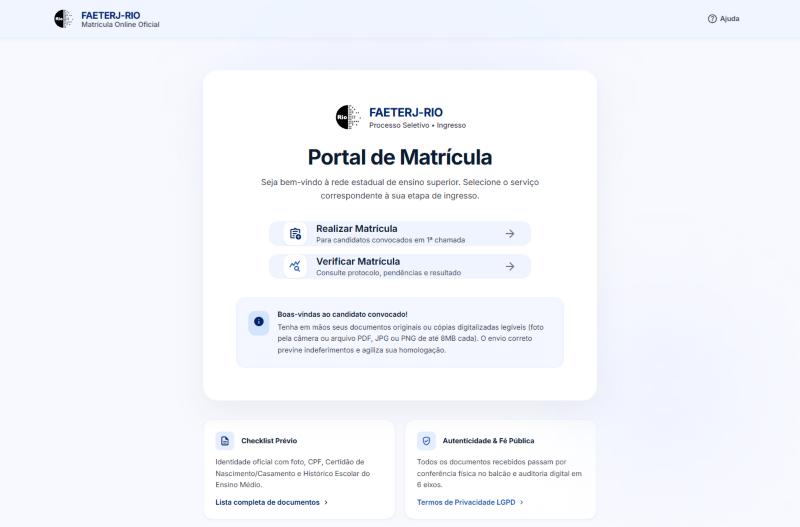 Rio
FAETERJ-RIO
Matrícula Online Oficial
Ajuda
Rio
FAETERJ-RIO
Processo Seletivo • Ingresso
Portal de Matrícula
Seja bem-vindo à rede estadual de ensino superior. Selecione o serviço
correspondente à sua etapa de ingresso.
Realizar Matrícula
Para candidatos convocados em 1ª chamada
Verificar Matrícula
Consulte protocolo, pendências e resultado
Boas-vindas ao candidato convocado!
Tenha em mãos seus documentos originais ou cópias digitalizadas legíveis (foto
pela câmera ou arquivo PDF, JPG ou PNG de até 8MB cada). O envio correto
previne indeferimentos e agiliza sua homologação.
Checklist Prévio
Identidade oficial com foto, CPF, Certidão de
Nascimento/Casamento e Histórico Escolar do
Ensino Médio.
Lista completa de documentos
Autenticidade & Fé Pública
Todos os documentos recebidos passam por
conferência física no balcão e auditoria digital em
6 eixos.
Termos de Privacidade LGPD